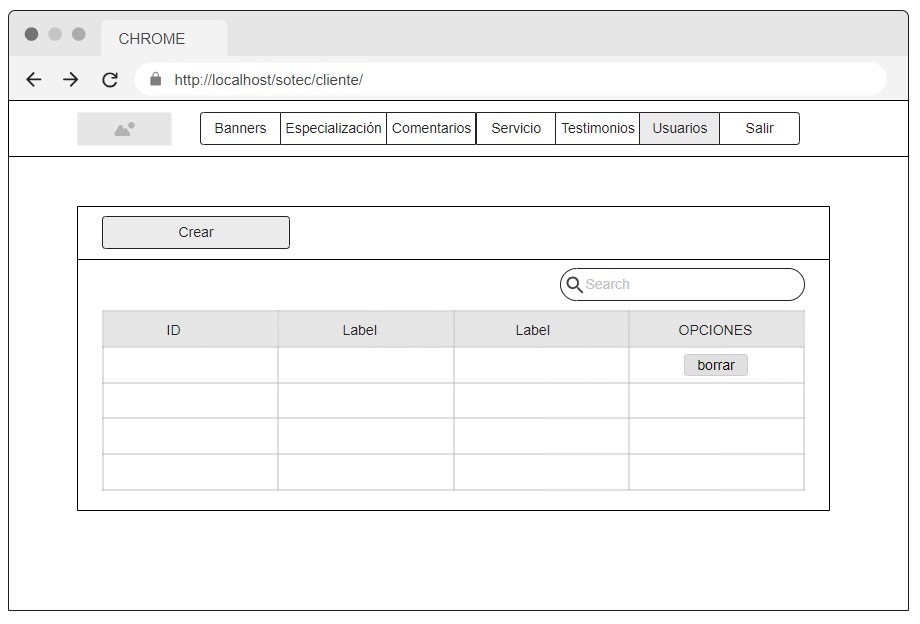 CHROME
http://localhost/sotec/cliente/
Banners Especialización Comentarios Servicio Testimonios Usuarios Salir
Crear
Search
ID Label Label OPCIONES
borrar